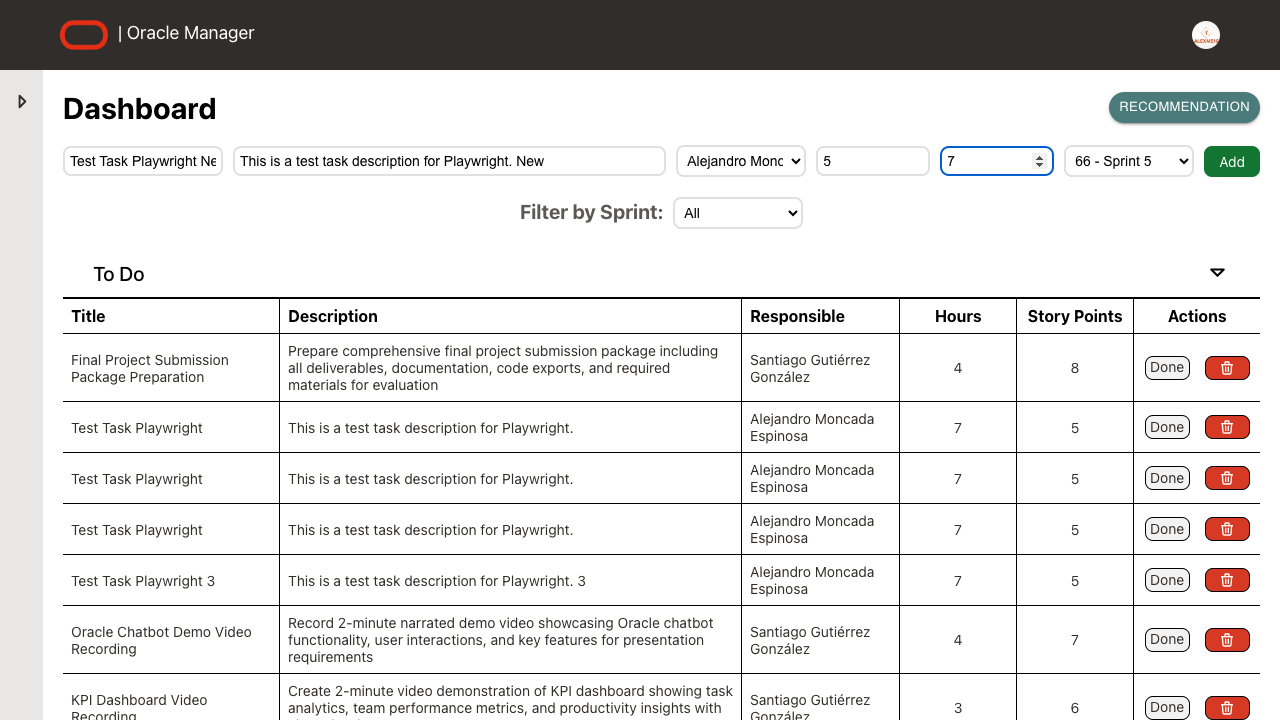 | Oracle Manager
ALEXIMEIS
Dashboard
RECOMMENDATION
Test Task Playwright Ne
This is a test task description for Playwright. New
Alejandro Monc
5
7
66 - Sprint 5
Add
Filter by Sprint:
All
To Do
Title
Description
Responsible
Hours
Story Points
Actions
Final Project Submission
Package Preparation
Prepare comprehensive final project submission package including
all deliverables, documentation, code exports, and required
materials for evaluation
Santiago Gutiérrez
González
4
8
Done
Test Task Playwright
This is a test task description for Playwright.
Alejandro Moncada
Espinosa
7
5
Done
Test Task Playwright
This is a test task description for Playwright.
Alejandro Moncada
Espinosa
7
5
Done
Test Task Playwright
This is a test task description for Playwright.
Alejandro Moncada
Espinosa
7
5
Done
Test Task Playwright 3
This is a test task description for Playwright. 3
Alejandro Moncada
Espinosa
7
5
Done
Oracle Chatbot Demo Video
Recording
Record 2-minute narrated demo video showcasing Oracle chatbot
functionality, user interactions, and key features for presentation
requirements
Santiago Gutiérrez
González
4
7
Done
KPI Dashboard Video
Recording
Create 2-minute video demonstration of KPI dashboard showing task
analytics, team performance metrics, and productivity insights with
Santiago Gutiérrez
González
3
6
Done